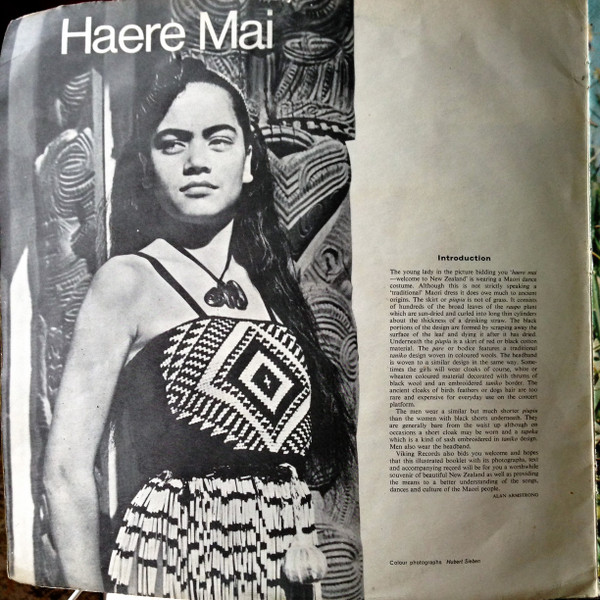 Haere Mai
Introduction
The young lady in the picture bidding you 'haere mai
—welcome to New Zealand' is wearing a Maori dance
costume. Although this is not strictly speaking a
'traditional' Maori dress it does owe much to ancient
origins. The skirt or piupiu is not of grass. It consists
of hundreds of the broad leaves of the raupo plant
which are sun-dried and curled into long thin cylinders
about the thickness of a drinking straw. The black
portions of the design are formed by scraping away the
surface of the leaf and dying it after it has dried.
Underneath the piupiu is a skirt of red or black cotton
material. The pare or bodice features a traditional
taniko design woven in coloured wools. The headband
is woven to a similar design in the same way. Some-
times the girls will wear cloaks of course, white or
wheaten coloured material decorated with thrums of
black wool and an embroidered taniko border. The
ancient cloaks of birds feathers or dogs hair are too
rare and expensive for everyday use on the concert
platform.
The men wear a similar but much shorter piupiu
than the women with black shorts underneath. They
are generally bare from the waist up although on
occasions a short cloak may be worn and a tapeka
which is a kind of sash embroidered in taniko design.
Men also wear the headband.
Viking Records also bids you welcome and hopes
that this illustrated booklet with its photographs, text
and accompanying record will be for you a worthwhile
souvenir of beautiful New Zealand as well as providing
the means to a better understanding of the songs,
dances and culture of the Maori people.
ALAN ARMSTRONG
Colour photographs Hubert Sieben